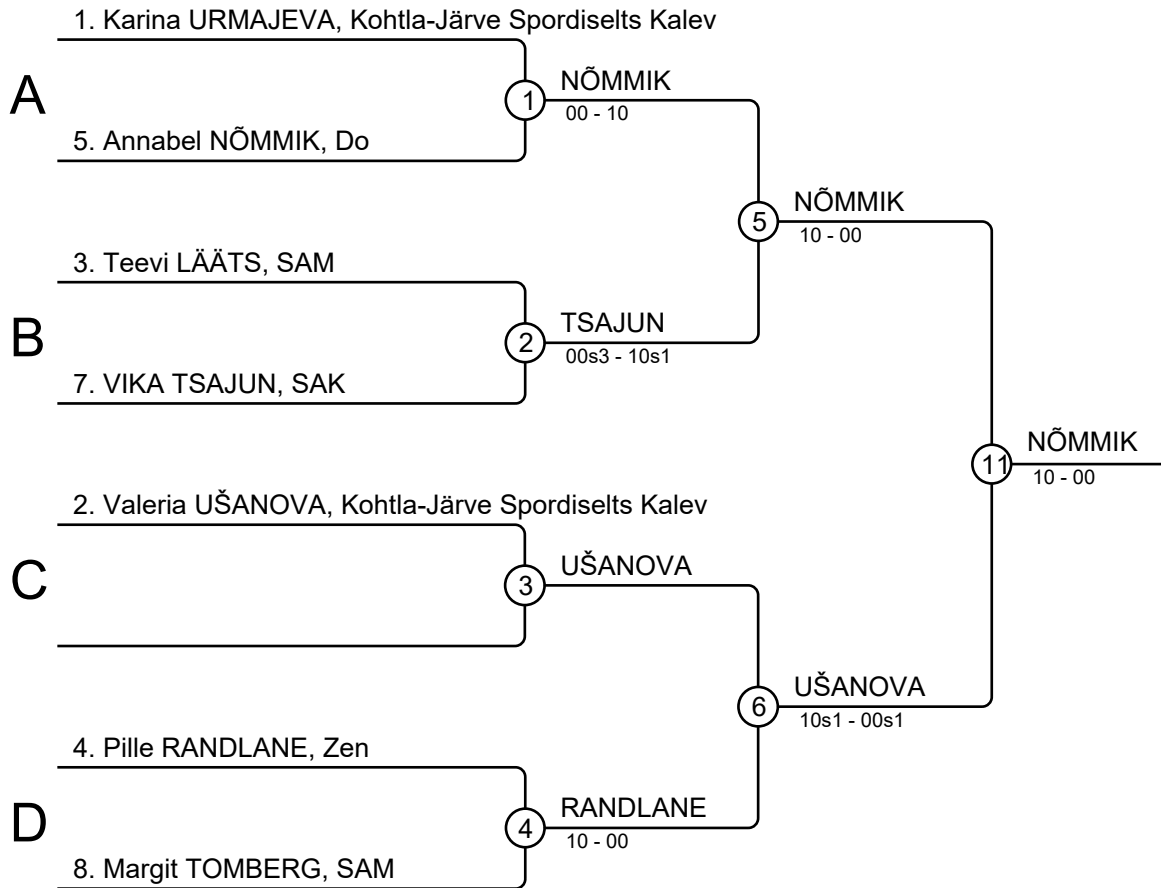 1. Karina URMAJEVA, Kohtla-Järve Spordiselts Kalev
A
1
NÕMMIK
00 - 10
5. Annabel NÕMMIK, Do
5
NÕMMIK
10 - 00
3. Teevi LÄÄTS, SAM
B
2
TSAJUN
00s3 - 10s1
7. VIKA TSAJUN, SAK
11
NÕMMIK
10 - 00
2. Valeria UŠANOVA, Kohtla-Järve Spordiselts Kalev
C
3
UŠANOVA
6
UŠANOVA
10s1 - 00s1
4. Pille RANDLANE, Zen
D
4
RANDLANE
10 - 00
8. Margit TOMBERG, SAM